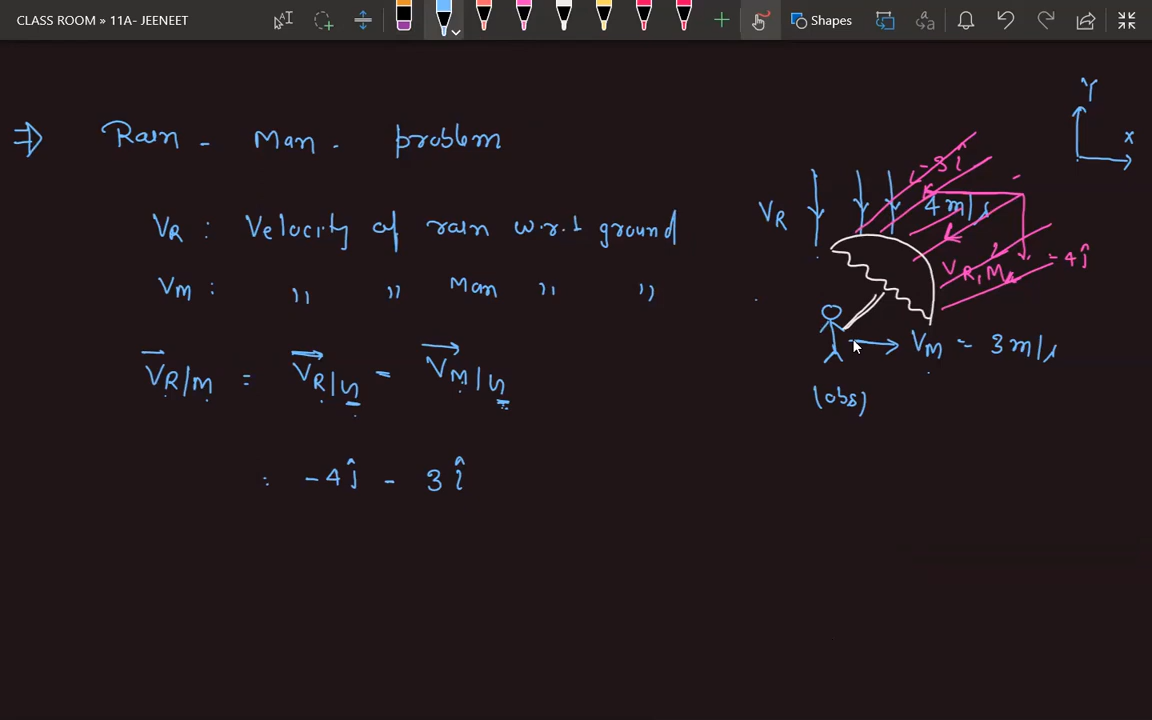 CLASS ROOM » 11A- JEENEET
Shapes
⇒ Rain - Man - problem
Y
X
-3î
VR
4 m/s
VR,M
-4ĵ
VR : Velocity of rain w.r.t ground
VM : ,, ,, Man ,, ,,
VM = 3m/s
(obs)
VR/M = VR/G - VM/G
= -4ĵ - 3î